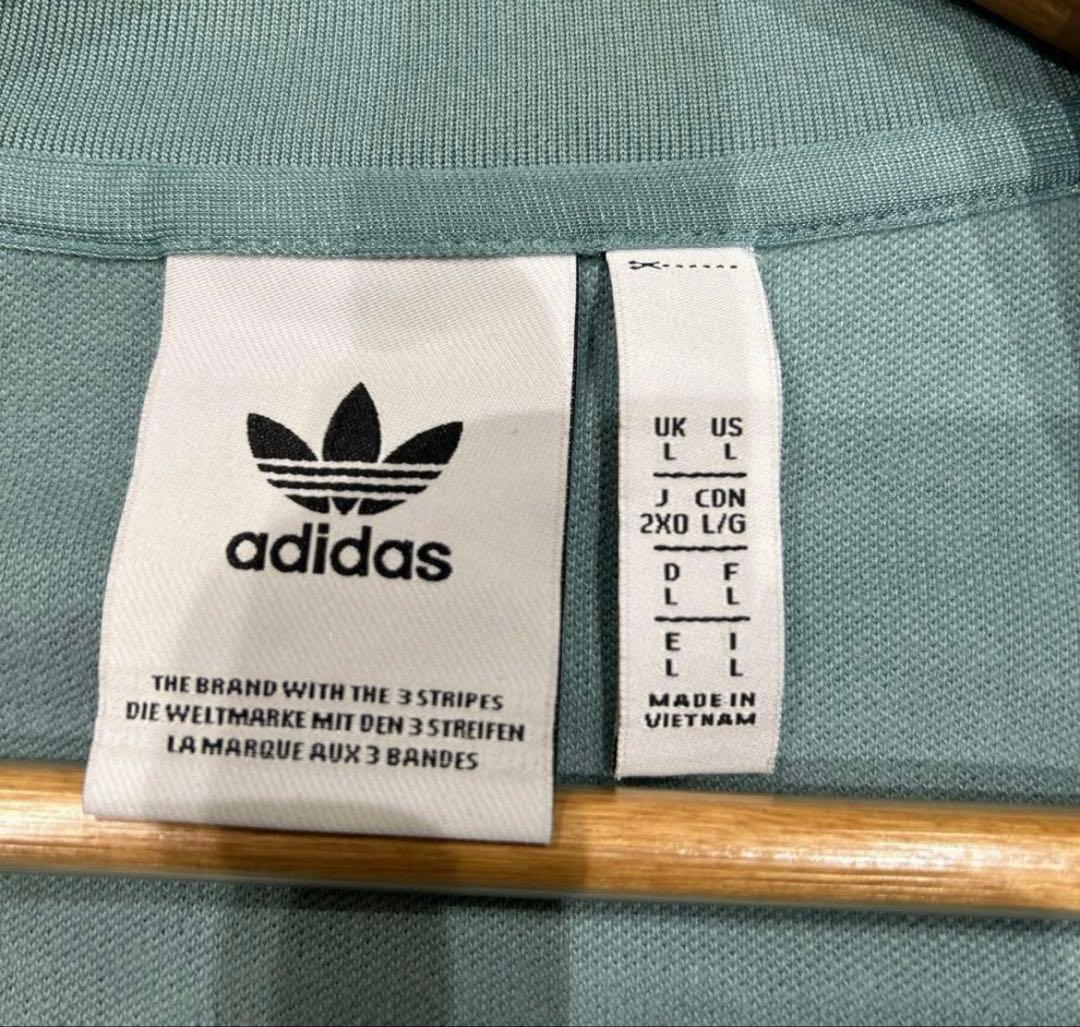 adidas
THE BRAND WITH THE 3 STRIPES
DIE WELTMARKE MIT DEN 3 STREIFEN
LA MARQUE AUX 3 BANDES
UK US
L L
J CDN
2XO L/G
D F
L L
E I
L L
MADE IN
VIETNAM